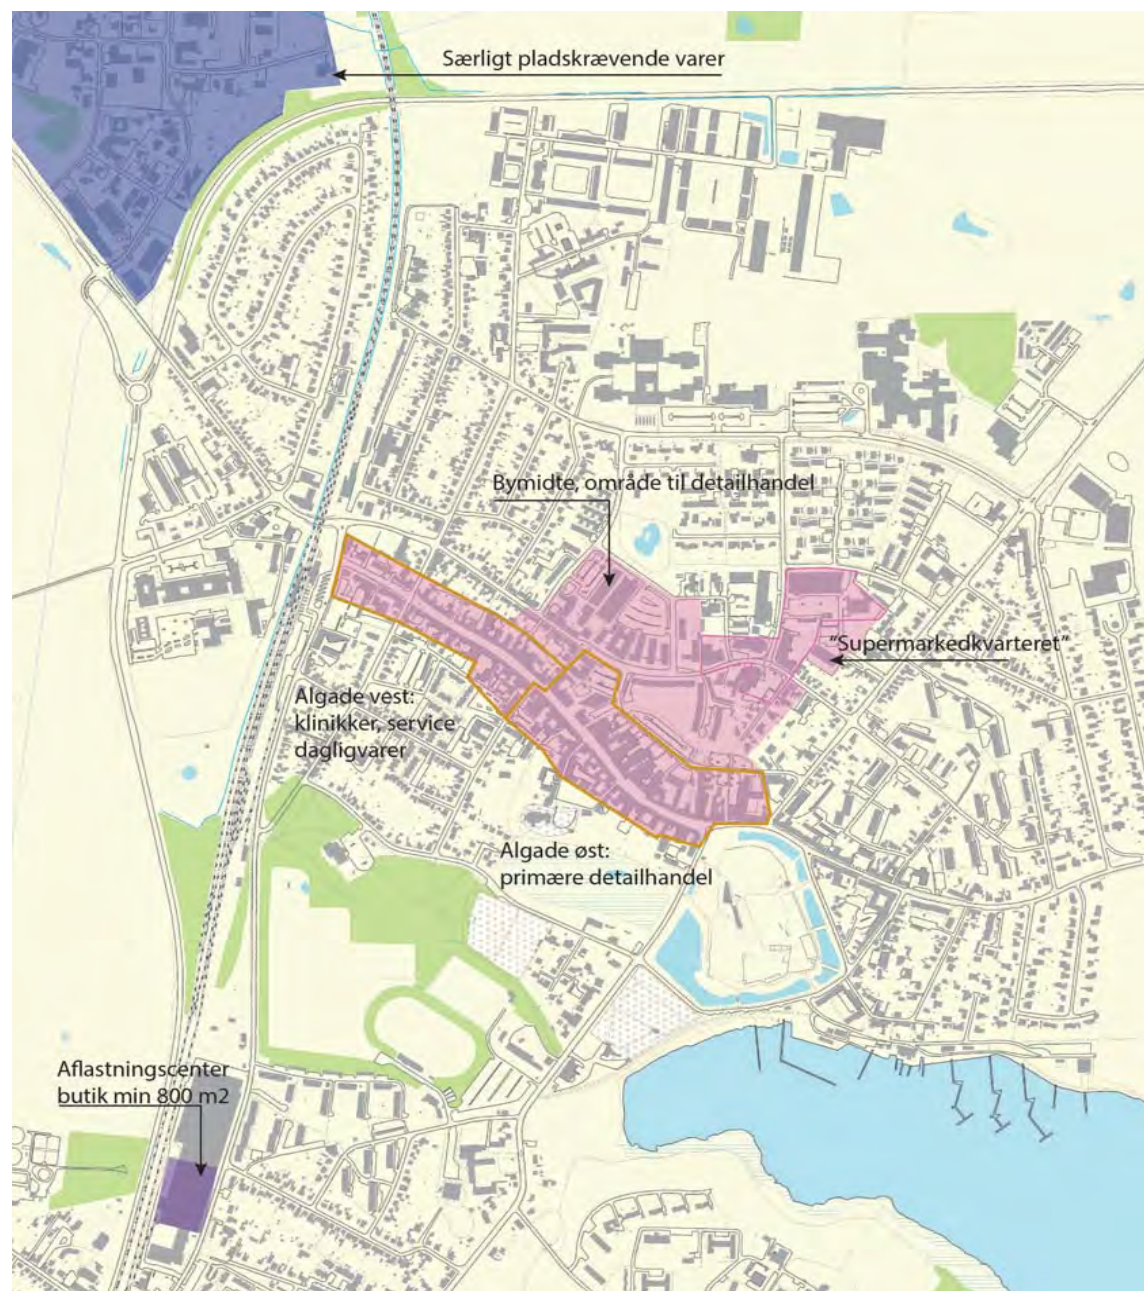 Særligt pladskrævende varer
Bymidte, område til detailhandel
"Supermarkedkvarteret"
Algade vest:
klinikker, service
dagligvarer
Algade øst:
primære detailhandel
Aflastningscenter
butik min 800 m2